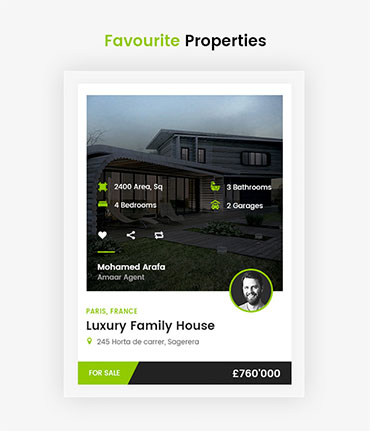 Favourite Properties
2400 Area, Sq
3 Bathrooms
4 Bedrooms
2 Garages
Mohamed Arafa
Amaar Agent
PARIS, FRANCE
Luxury Family House
245 Horta de carrer, Sagerera
FOR SALE
£760'000